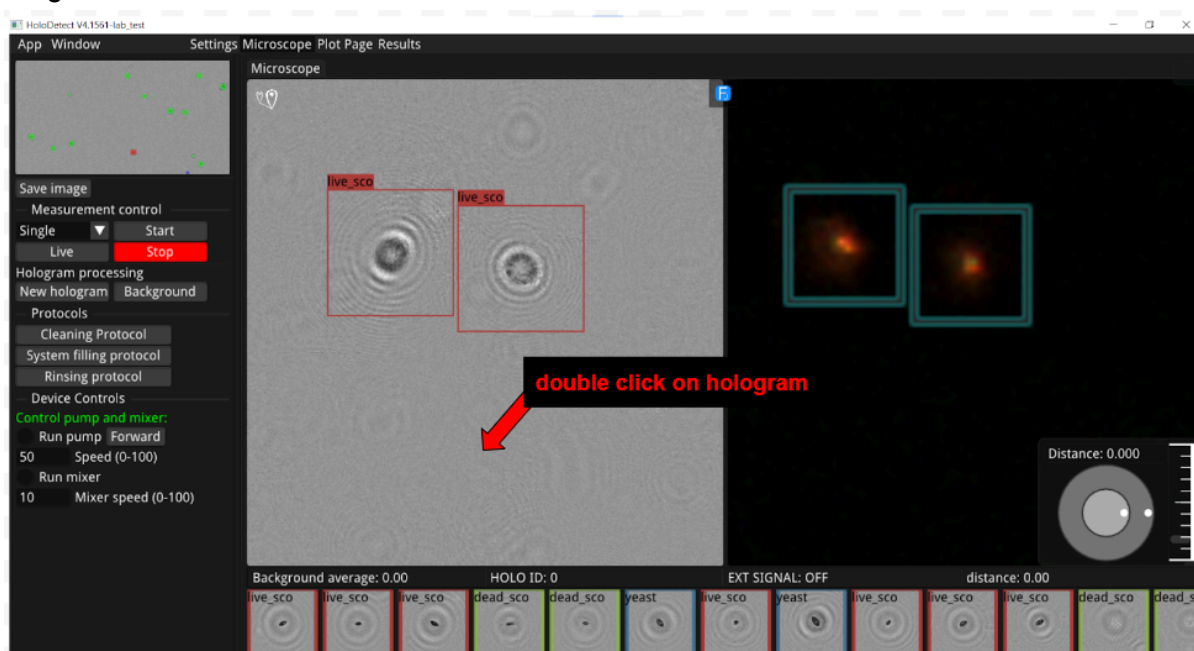 HoloDetect V4.1561-lab_test
App Window Settings Microscope Plot Page Results
Microscope
Save image
Measurement control
Single Start
Live Stop
Hologram processing
New hologram Background
Protocols
Cleaning Protocol
System filling protocol
Rinsing protocol
Device Controls
Control pump and mixer:
Run pump Forward
50 Speed (0-100)
Run mixer
10 Mixer speed (0-100)
live_sco
live_sco
double click on hologram
Distance: 0.000
Background average: 0.00 HOLO ID: 0 EXT SIGNAL: OFF distance: 0.00
live_sco live_sco live_sco dead_sco dead_sco yeast live_sco yeast live_sco live_sco live_sco dead_sco dead_s